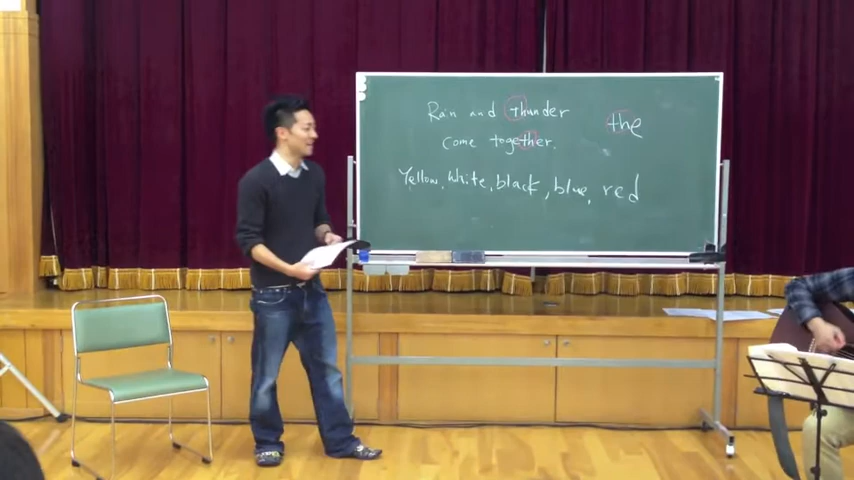 Rain and thunder
the
come together.
Yellow, white, black, blue, red